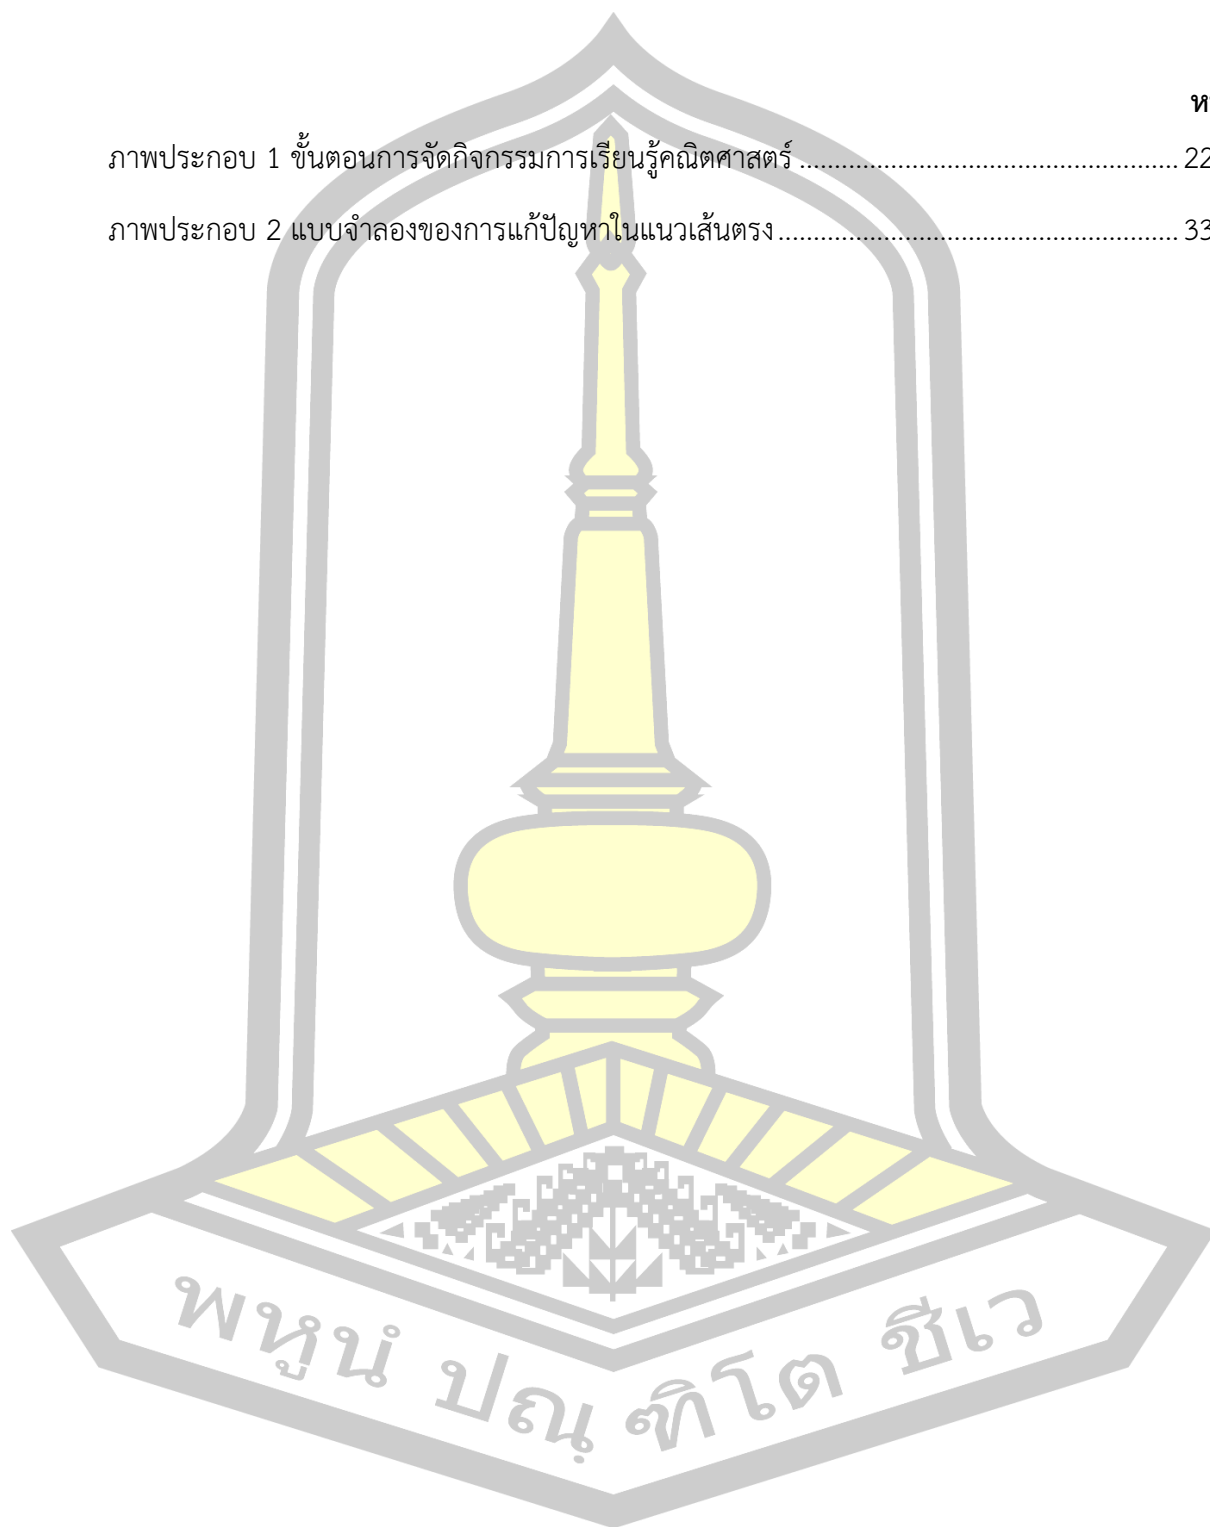 ภาพประกอบ 1 ขั้นตอนการจัดกิจกรรมการเรียนรู้คณิตศาสตร์ ................................................ 22
ภาพประกอบ 2 แบบจำลองของการแก้ปัญหาในแนวเส้นตรง .................................................... 33
พหูนํ ปณฺ ฑิโต ชีเว